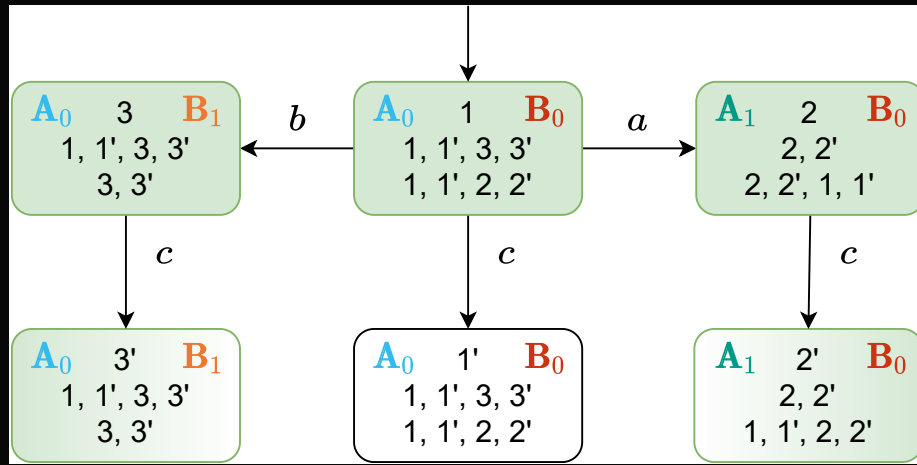 A₀ 3 B₁
1, 1', 3, 3'
3, 3'
b
A₀ 1 B₀
1, 1', 3, 3'
1, 1', 2, 2'
a
A₁ 2 B₀
2, 2'
2, 2', 1, 1'
c
c
c
A₀ 3' B₁
1, 1', 3, 3'
3, 3'
A₀ 1' B₀
1, 1', 3, 3'
1, 1', 2, 2'
A₁ 2' B₀
2, 2'
1, 1', 2, 2'